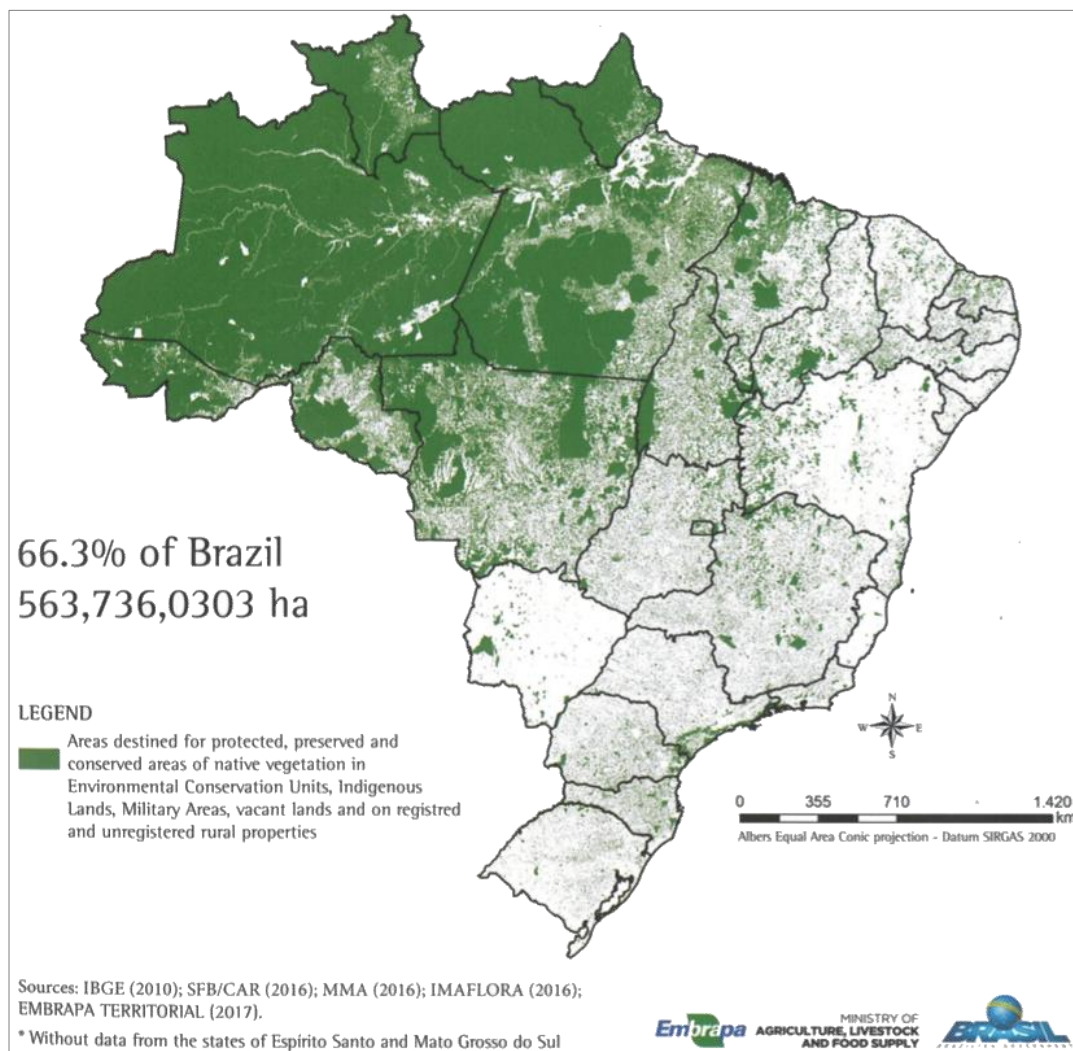 66.3% of Brazil
563,736,0303 ha
LEGEND
Areas destined for protected, preserved and
conserved areas of native vegetation in
Environmental Conservation Units, Indigenous
Lands, Military Areas, vacant lands and on registred
and unregistered rural properties
N
W E
S
0 355 710 1.420
km
Albers Equal Area Conic projection - Datum SIRGAS 2000
Sources: IBGE (2010); SFB/CAR (2016); MMA (2016); IMAFLORA (2016);
EMBRAPA TERRITORIAL (2017).
* Without data from the states of Espírito Santo and Mato Grosso do Sul
Embrapa
MINISTRY OF
AGRICULTURE, LIVESTOCK
AND FOOD SUPPLY
BRASIL
BRAZILIAN GOVERNMENT